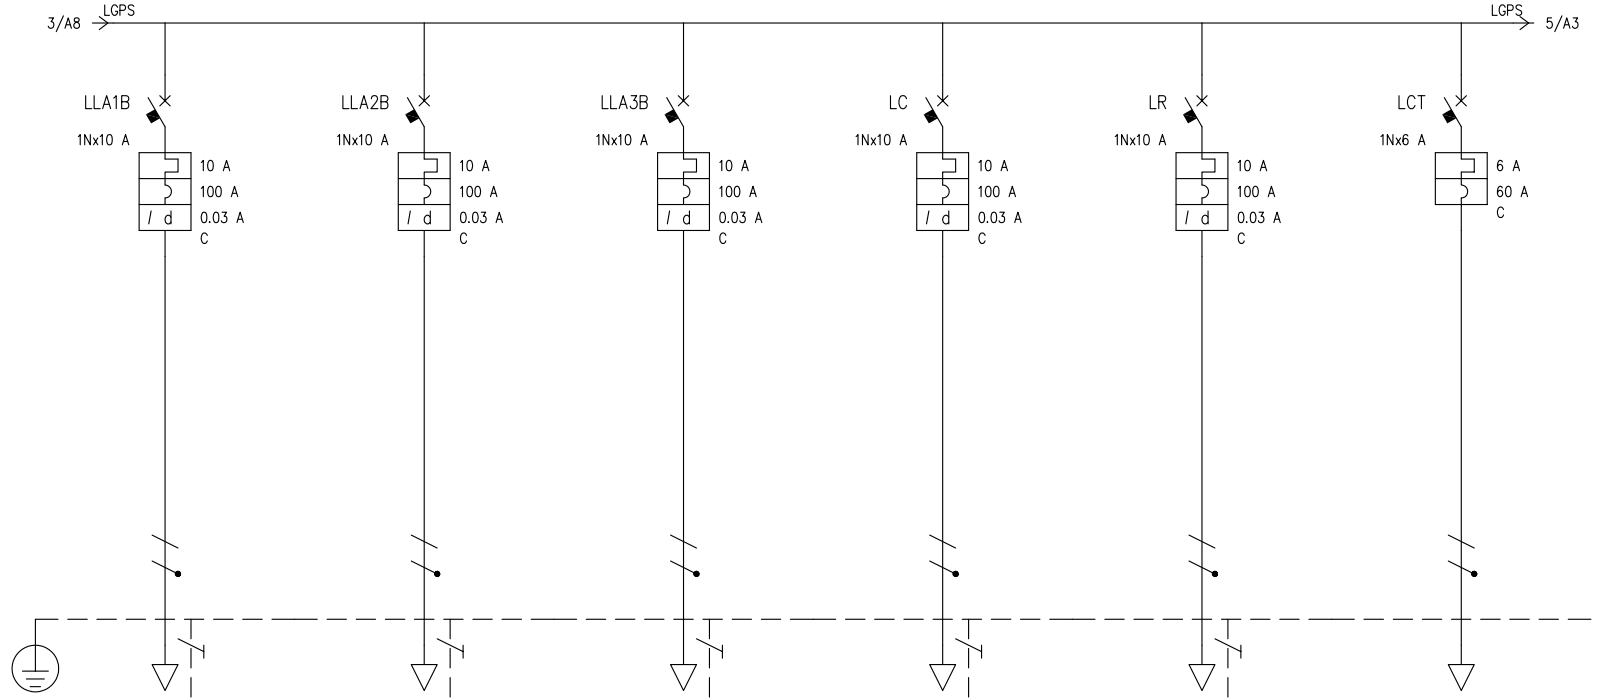 LGPS LGPS
3/A8 5/A3
LLA1B LLA2B LLA3B LC LR LCT
1Nx10 A 1Nx10 A 1Nx10 A 1Nx10 A 1Nx10 A 1Nx6 A
10 A 10 A 10 A 10 A 10 A 6 A
100 A 100 A 100 A 100 A 100 A 60 A
I d 0.03 A I d 0.03 A I d 0.03 A I d 0.03 A I d 0.03 A C
C C C C C